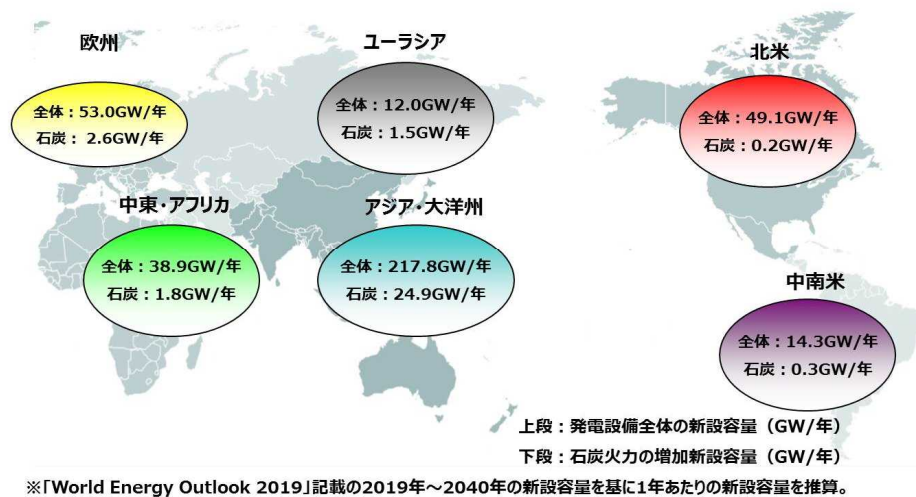 欧州
全体：53.0GW/年
石炭： 2.6GW/年
ユーラシア
全体：12.0GW/年
石炭：1.5GW/年
北米
全体：49.1GW/年
石炭：0.2GW/年
中東・アフリカ
全体：38.9GW/年
石炭：1.8GW/年
アジア・大洋州
全体：217.8GW/年
石炭：24.9GW/年
中南米
全体：14.3GW/年
石炭：0.3GW/年
上段：発電設備全体の新設容量（GW/年）
下段：石炭火力の増加新設容量（GW/年）
※「World Energy Outlook 2019」記載の2019年～2040年の新設容量を基に1年あたりの新設容量を推算。